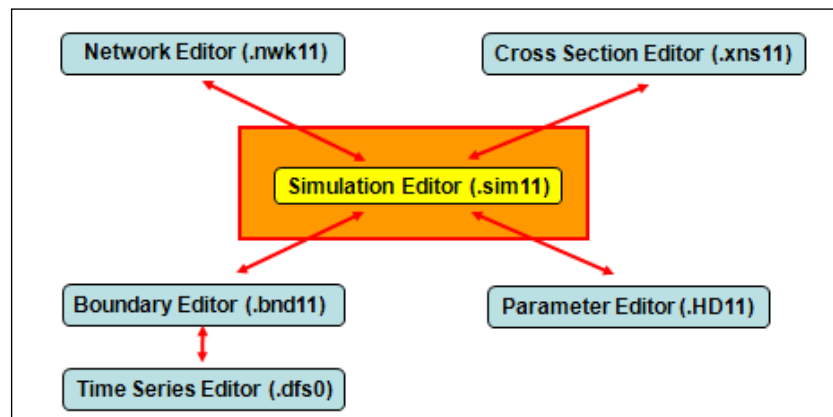 Network Editor (.nwk11)
Cross Section Editor (.xns11)
Simulation Editor (.sim11)
Boundary Editor (.bnd11)
Parameter Editor (.HD11)
Time Series Editor (.dfs0)